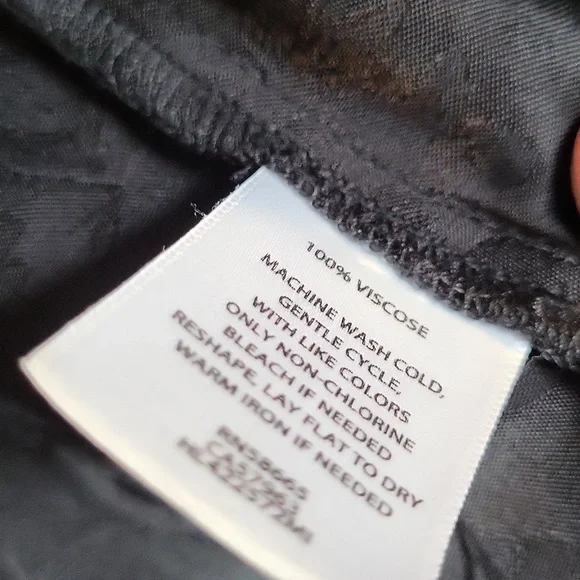 100% VISCOSE
MACHINE WASH COLD,
GENTLE CYCLE,
WITH LIKE COLORS
ONLY NON-CHLORINE
BLEACH IF NEEDED
RESHAPE, LAY FLAT TO DRY
WARM IRON IF NEEDED
RN58665